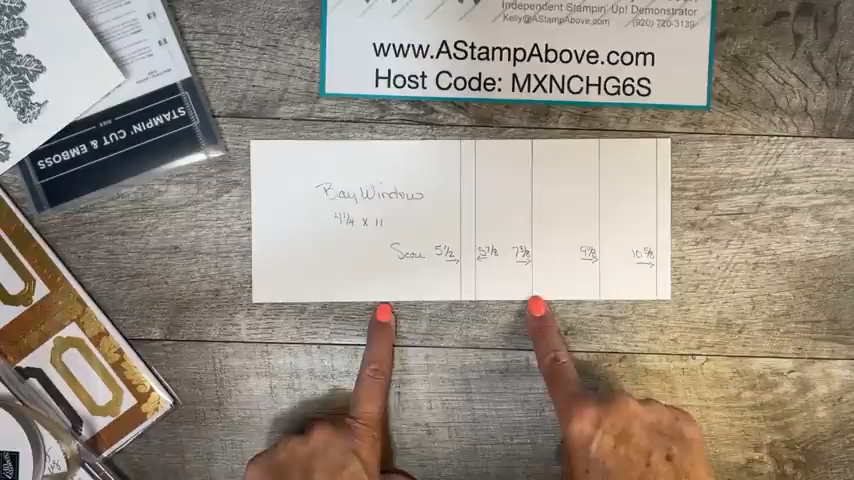 Independent Stampin' Up! Demonstrator
Kelly@AStampAbove.com (920) 720-3139
www.AStampAbove.com
Host Code: MXNCHG6S
STAMPIN' CUT & EMBOSS
Bay Window
4 1/4 x 11
Score 5 1/2 5 7/8 7 3/8 9 1/8 10 5/8